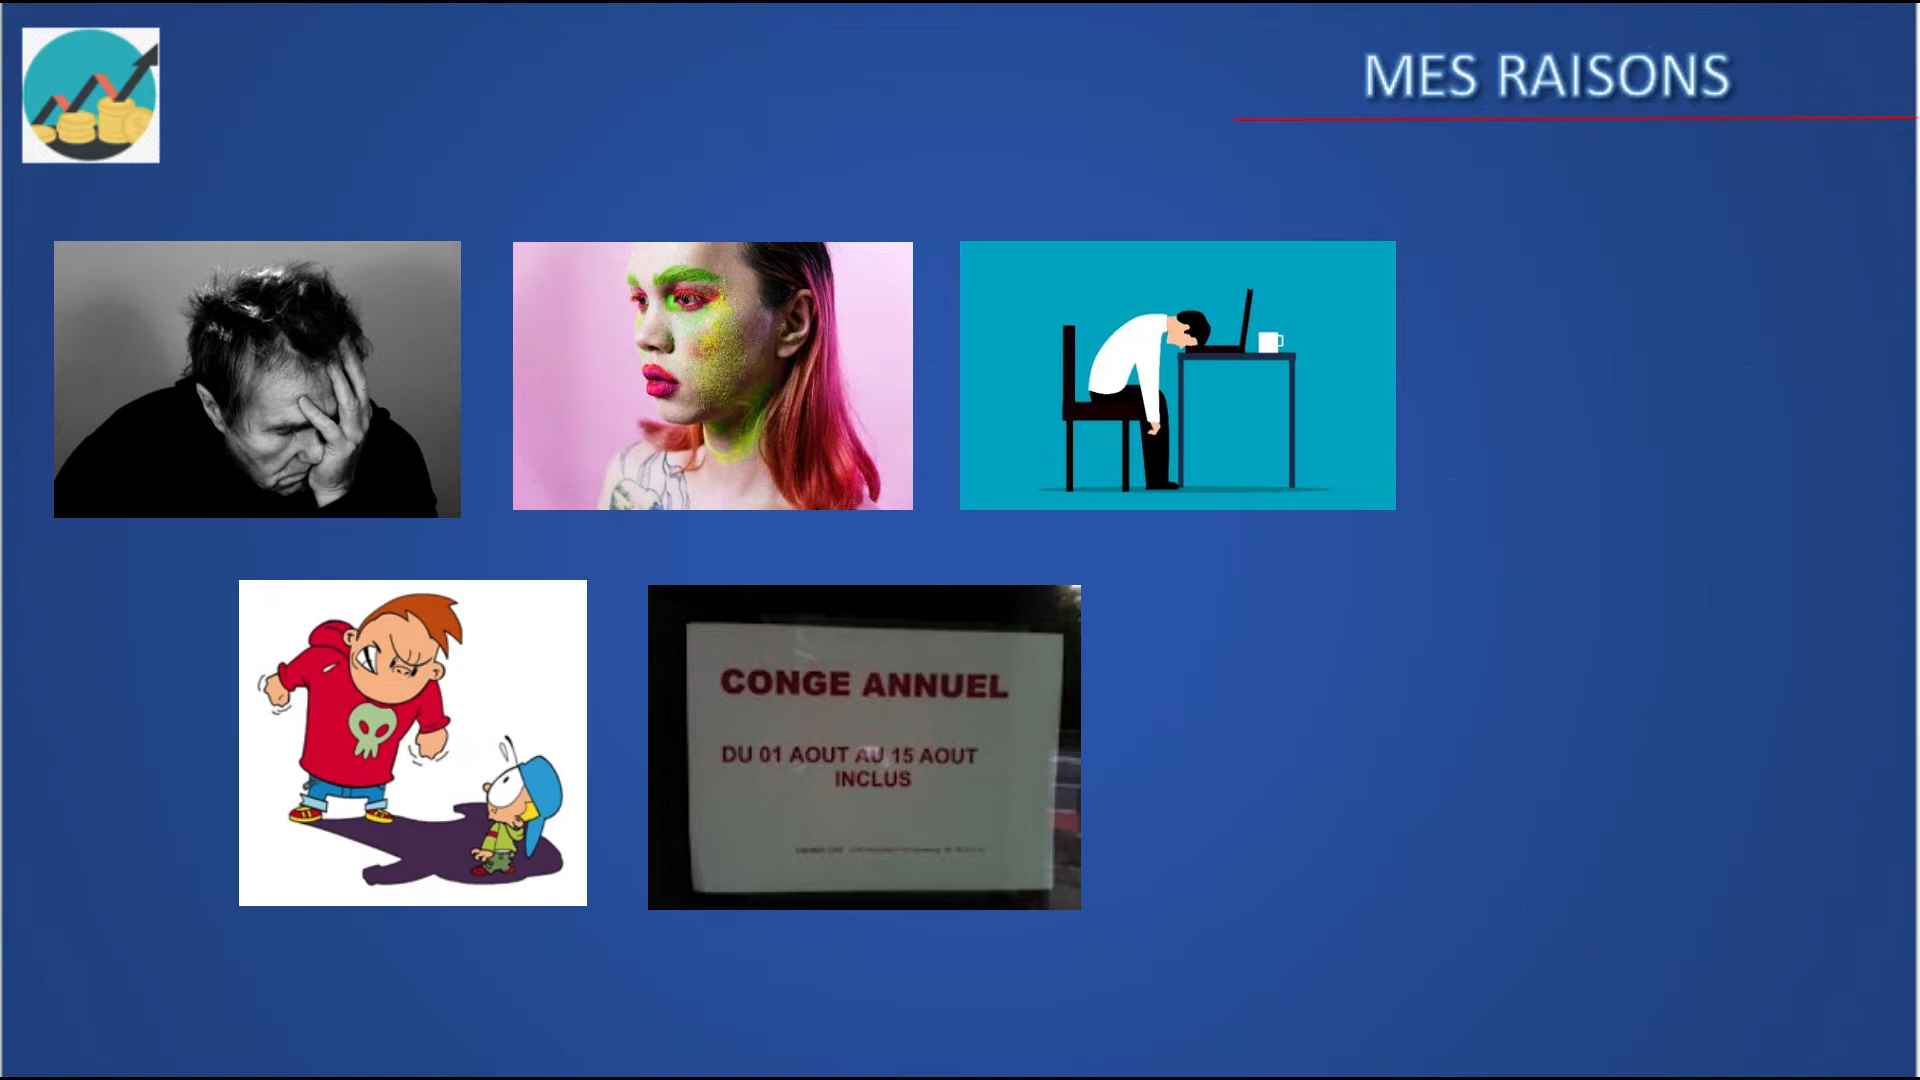 MES RAISONS
CONGE ANNUEL
DU 01 AOUT AU 15 AOUT
INCLUS